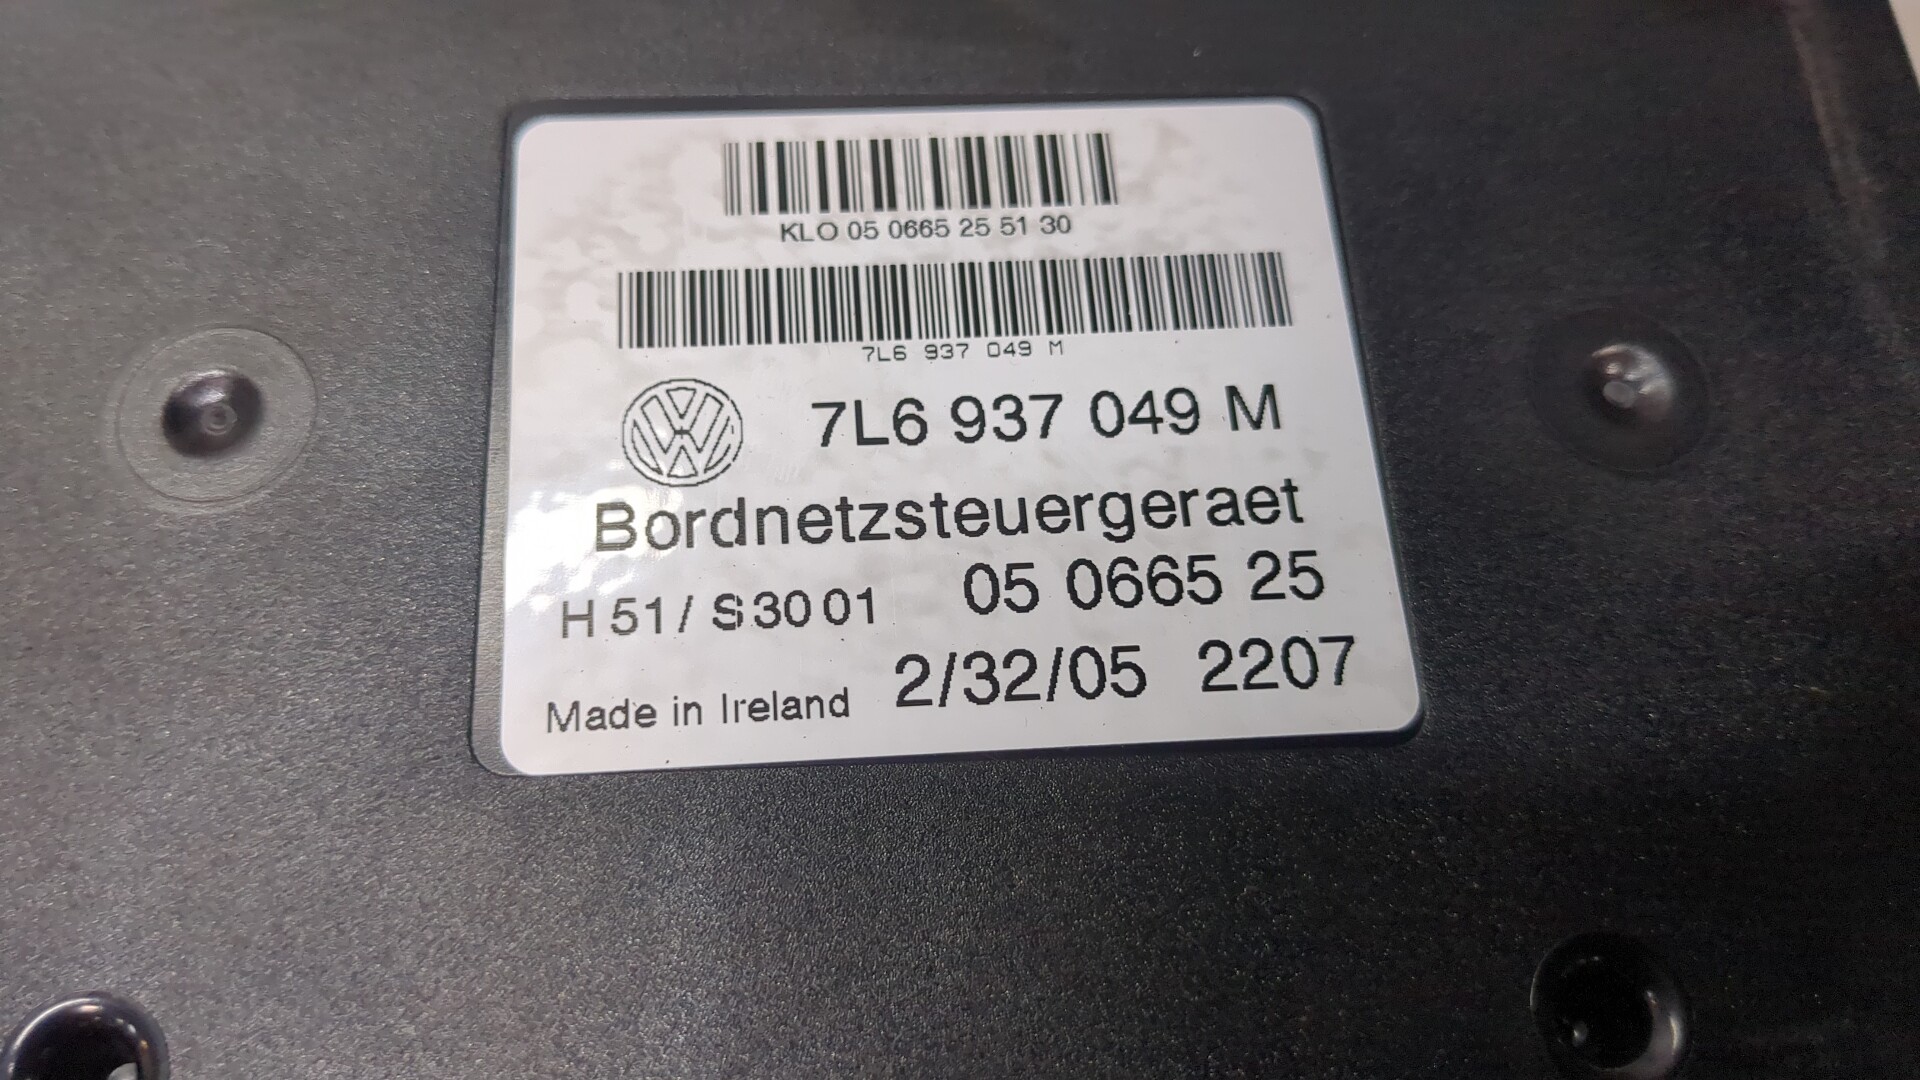 KLO 05 0665 25 51 30
7L6 937 049 M
7L6 937 049 M
Bordnetzsteuergeraet
H 51 / S 30 01 05 0665 25
Made in Ireland 2/32/05 2207